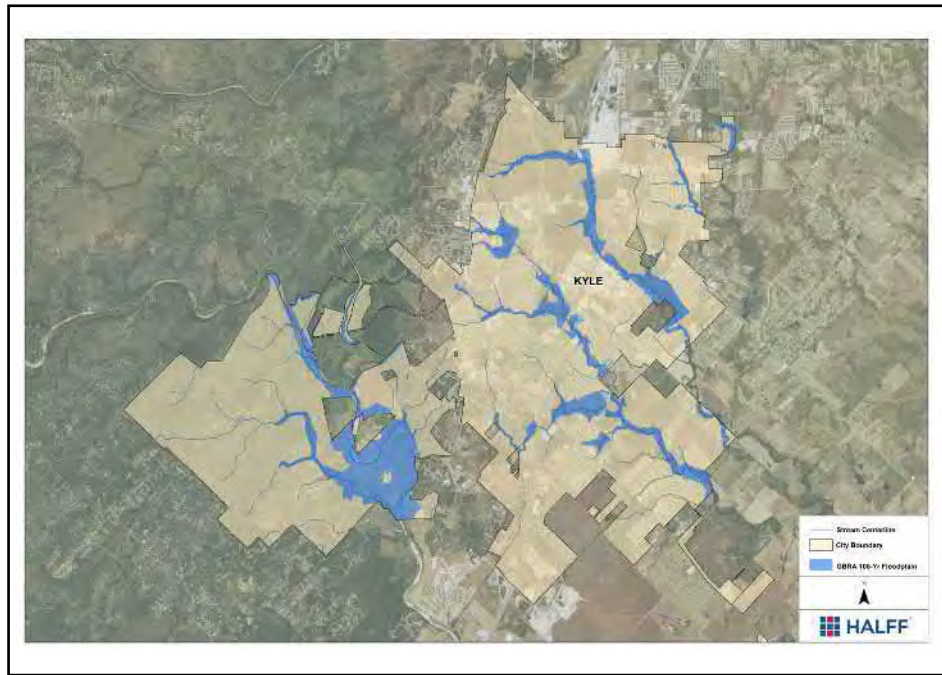 KYLE
Stream Centerline
City Boundary
GBRA 100-Yr Floodplain
N
HALFF